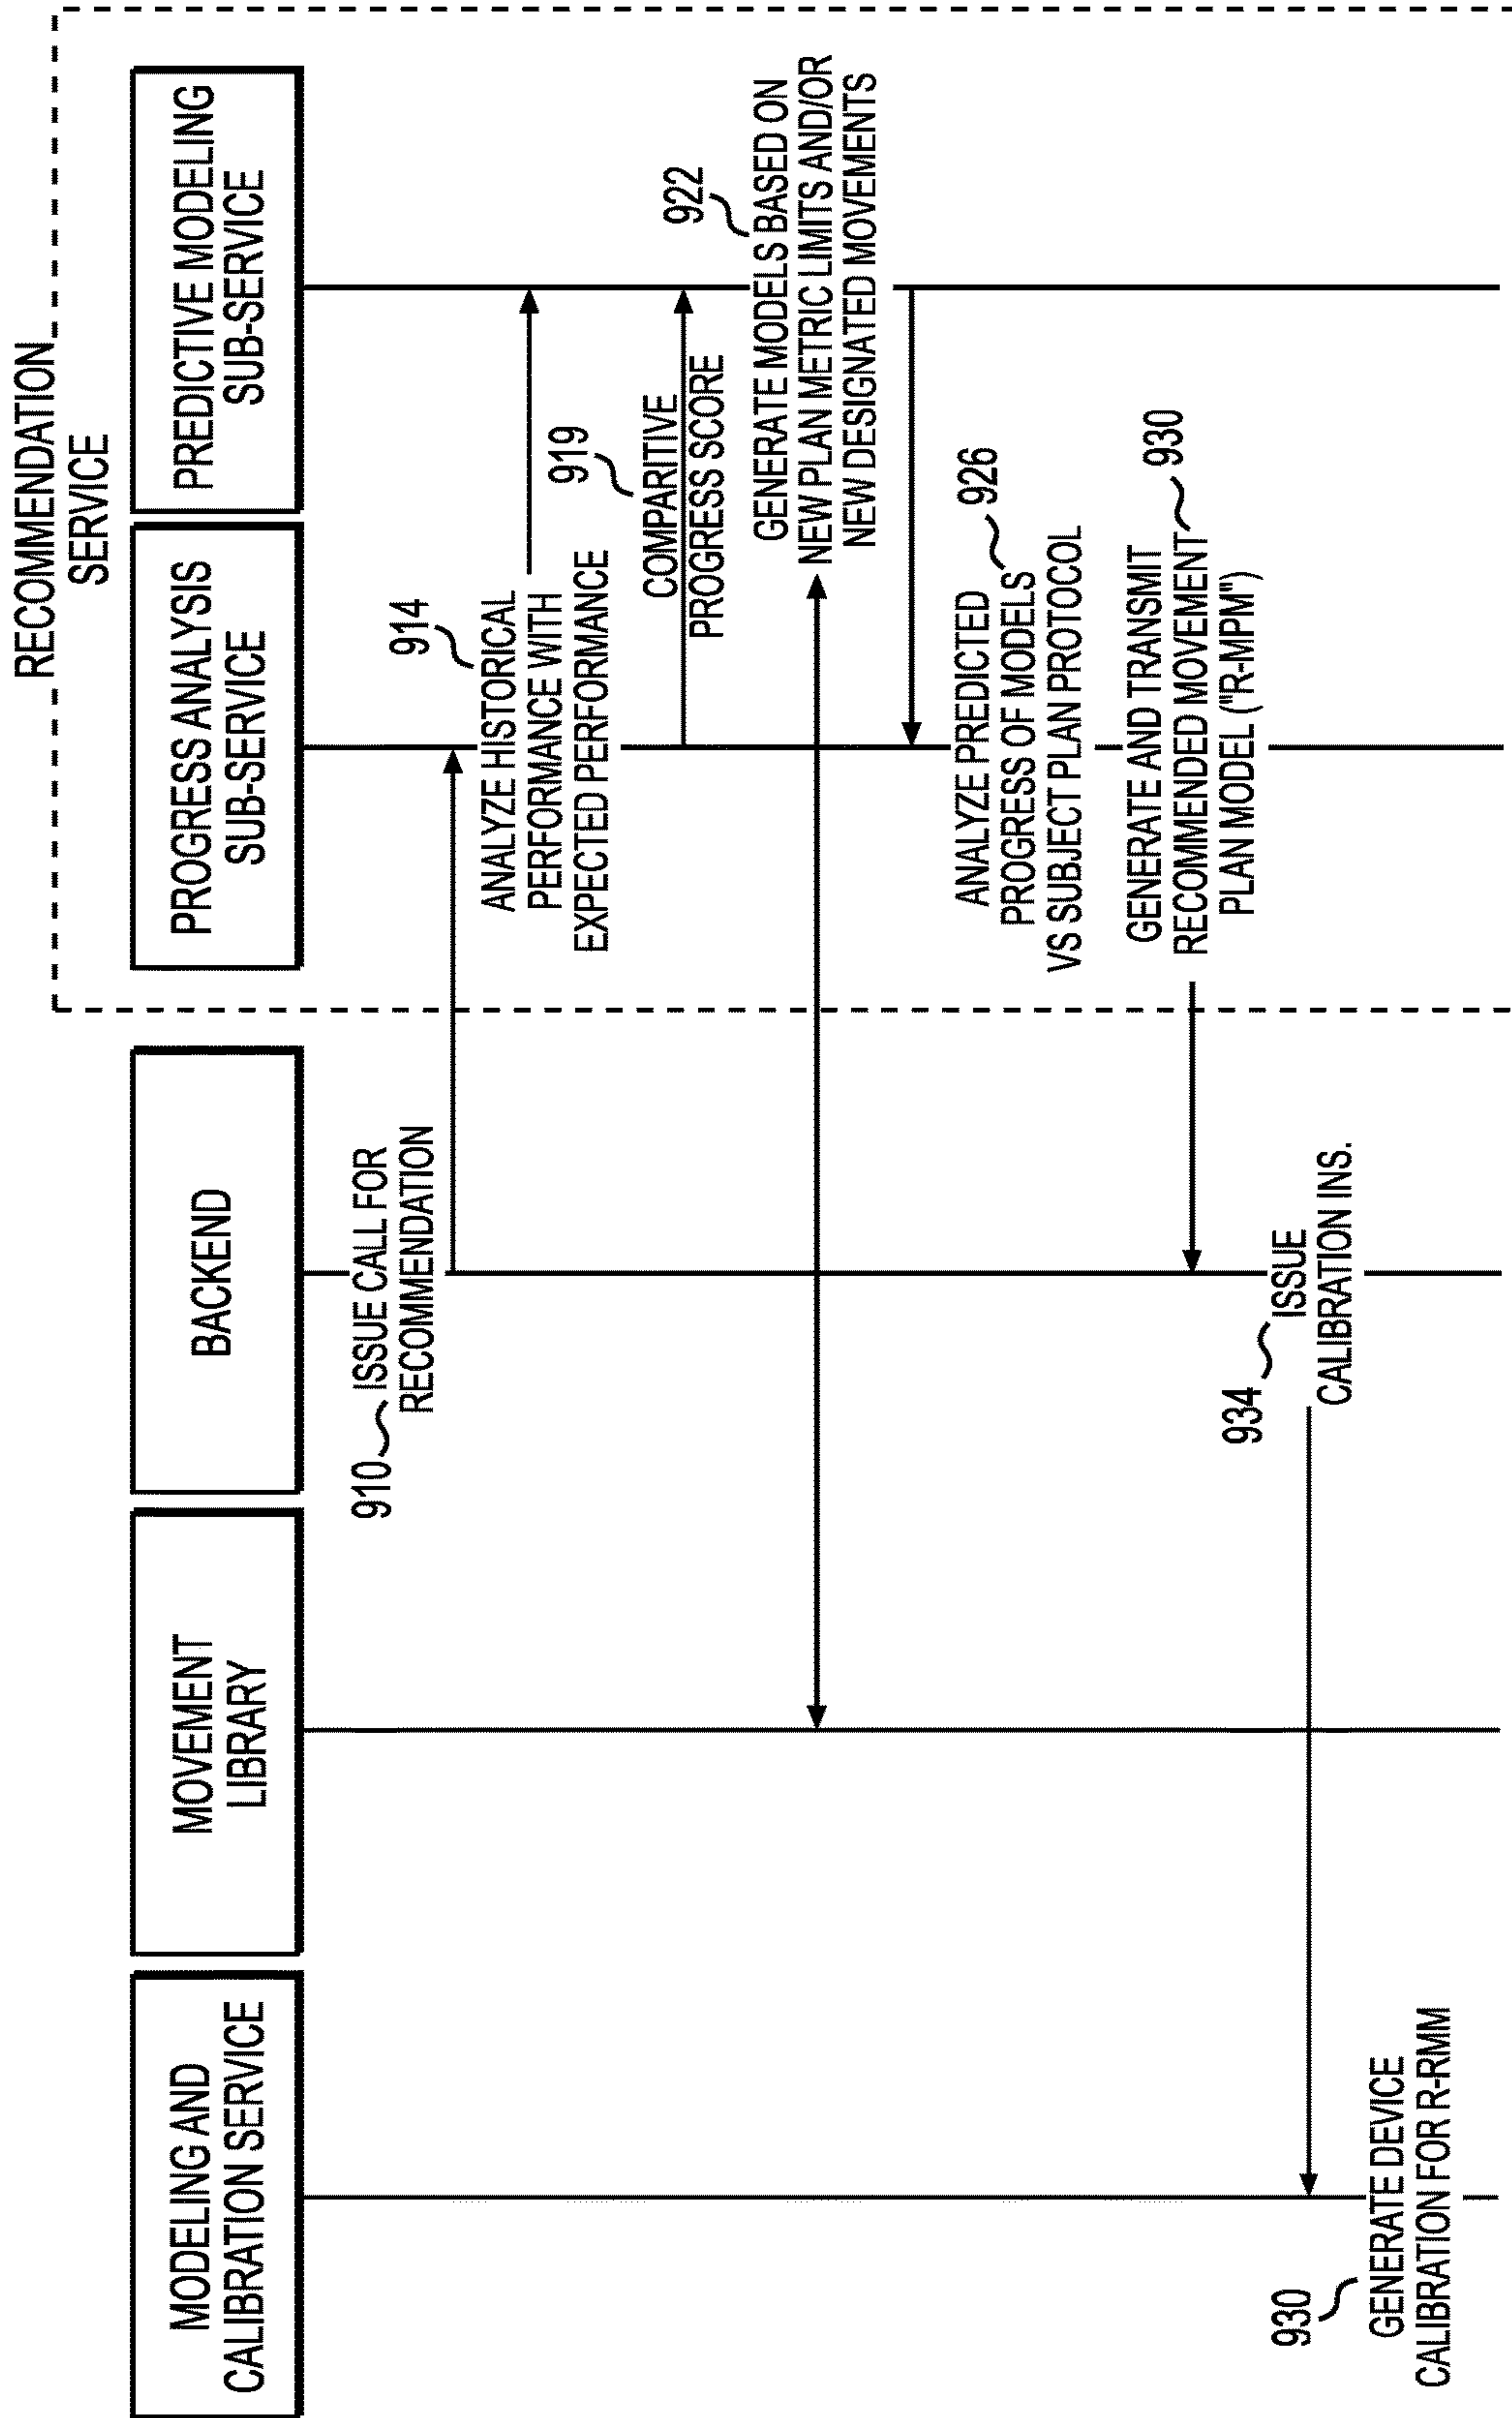 RECOMMENDATION
SERVICE
MODELING AND
CALIBRATION SERVICE
MOVEMENT
LIBRARY
BACKEND
PROGRESS ANALYSIS
SUB-SERVICE
PREDICTIVE MODELING
SUB-SERVICE
910
ISSUE CALL FOR
RECOMMENDATION
914
ANALYZE HISTORICAL
PERFORMANCE WITH
EXPECTED PERFORMANCE
919
COMPARITIVE
PROGRESS SCORE
922
GENERATE MODELS BASED ON
NEW PLAN METRIC LIMITS AND/OR
NEW DESIGNATED MOVEMENTS
926
ANALYZE PREDICTED
PROGRESS OF MODELS
VS SUBJECT PLAN PROTOCOL
930
GENERATE AND TRANSMIT
RECOMMENDED MOVEMENT
PLAN MODEL ("R-MPM")
934
ISSUE
CALIBRATION INS.
930
GENERATE DEVICE
CALIBRATION FOR R-RMM